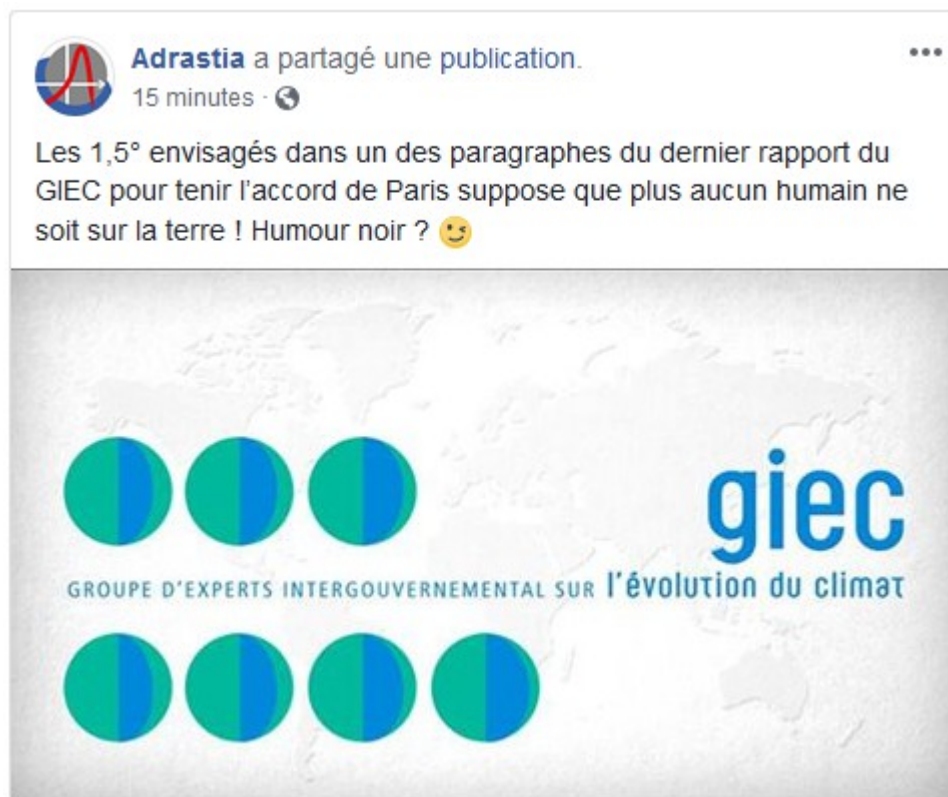 Adrastia a partagé une publication.
15 minutes ·
Les 1,5° envisagés dans un des paragraphes du dernier rapport du
GIEC pour tenir l’accord de Paris suppose que plus aucun humain ne
soit sur la terre ! Humour noir ? 😉
giec
GROUPE D'EXPERTS INTERGOUVERNEMENTAL SUR l'évolution du climat